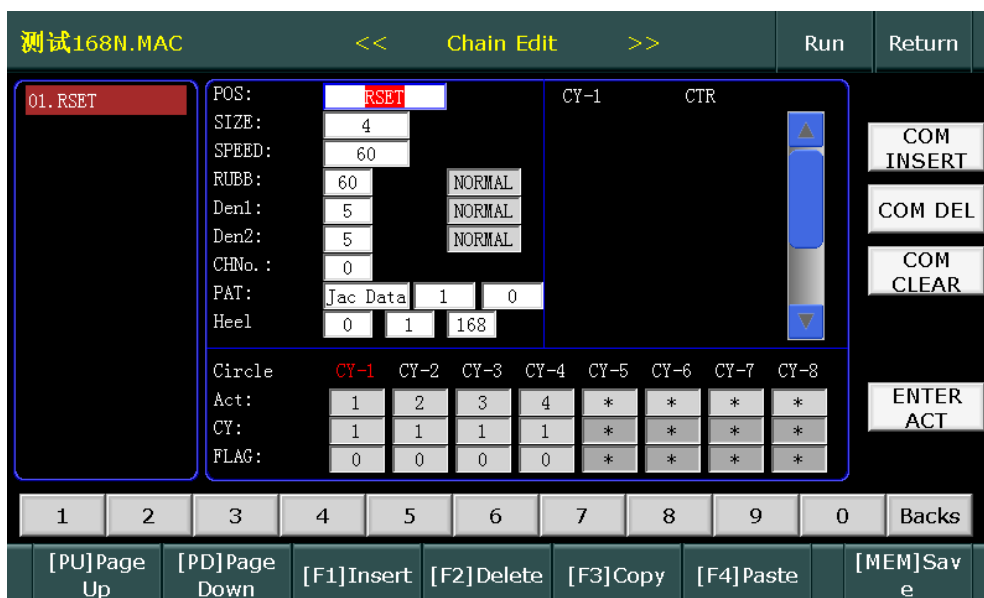 测试168N.MAC << Chain Edit >> Run Return
01.RSET
POS: RSET
SIZE: 4
SPEED: 60
RUBB: 60 NORMAL
Den1: 5 NORMAL
Den2: 5 NORMAL
CHNo.: 0
PAT: Jac Data 1 0
Heel 0 1 168
CY-1 CTR
COM INSERT
COM DEL
COM CLEAR
Circle CY-1 CY-2 CY-3 CY-4 CY-5 CY-6 CY-7 CY-8
Act: 1 2 3 4 * * * *
CY: 1 1 1 1 * * * *
FLAG: 0 0 0 0 * * * *
ENTER ACT
1 2 3 4 5 6 7 8 9 0 Backs
[PU]Page Up [PD]Page Down [F1]Insert [F2]Delete [F3]Copy [F4]Paste [MEM]Save